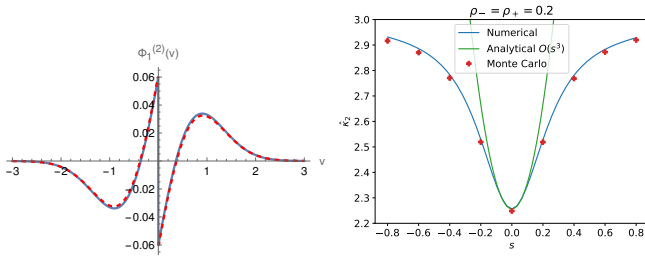 Φ₁⁽²⁾(v)
0.06
0.04
0.02
−3 −2 −1 1 2 3 v
−0.02
−0.04
−0.06
ρ₋ = ρ₊ = 0.2
Numerical
Analytical O(s³)
Monte Carlo
3.0
2.9
2.8
2.7
2.6
2.5
2.4
2.3
2.2
κ̂₂
−0.8 −0.6 −0.4 −0.2 0.0 0.2 0.4 0.6 0.8
s